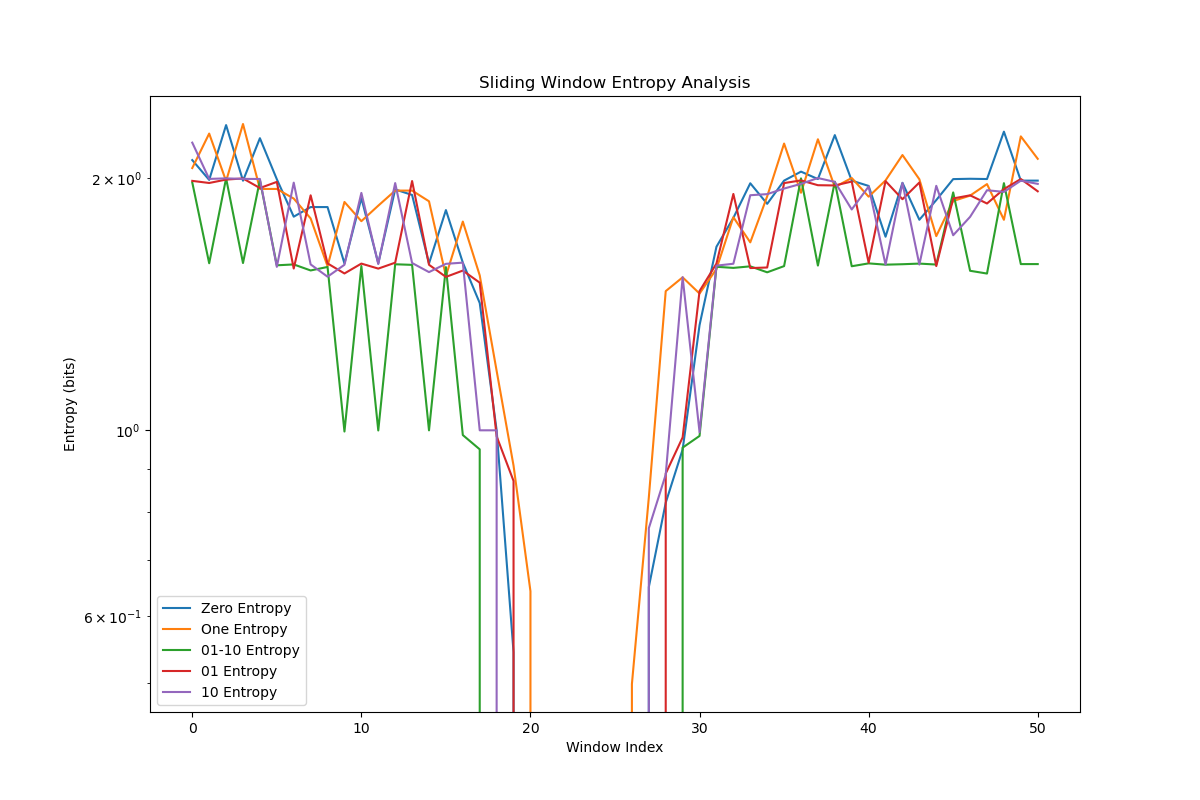 Sliding Window Entropy Analysis
Entropy (bits)
2 × 10⁰
10⁰
6 × 10⁻¹
Zero Entropy
One Entropy
01-10 Entropy
01 Entropy
10 Entropy
0 10 20 30 40 50
Window Index